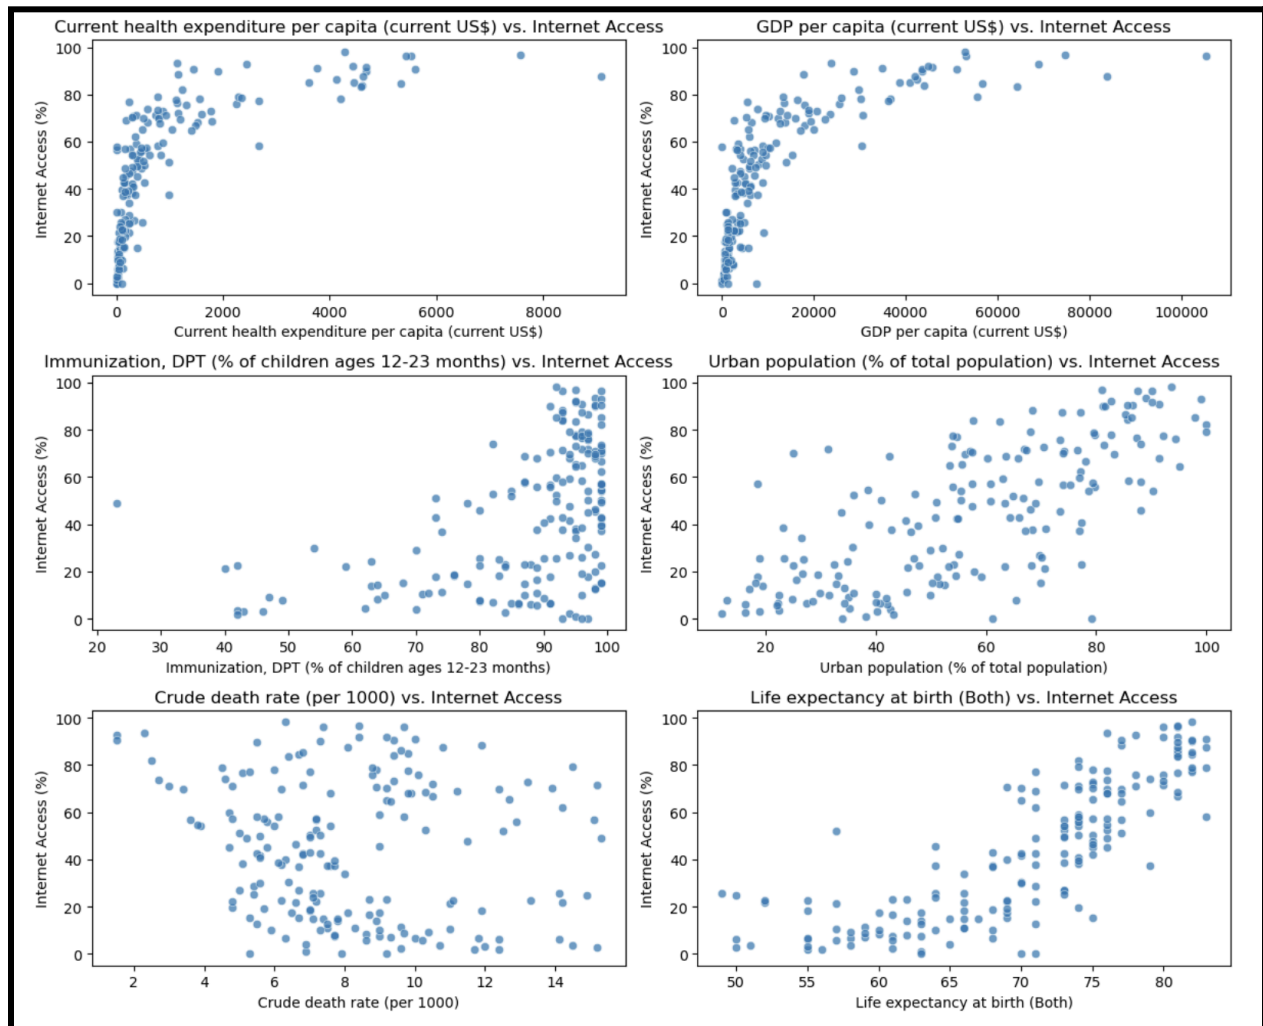 Current health expenditure per capita (current US$) vs. Internet Access
100
80
60
40
20
0
Internet Access (%)
0 2000 4000 6000 8000
Current health expenditure per capita (current US$)
GDP per capita (current US$) vs. Internet Access
100
80
60
40
20
0
Internet Access (%)
0 20000 40000 60000 80000 100000
GDP per capita (current US$)
Immunization, DPT (% of children ages 12-23 months) vs. Internet Access
100
80
60
40
20
0
Internet Access (%)
20 30 40 50 60 70 80 90 100
Immunization, DPT (% of children ages 12-23 months)
Urban population (% of total population) vs. Internet Access
100
80
60
40
20
0
Internet Access (%)
20 40 60 80 100
Urban population (% of total population)
Crude death rate (per 1000) vs. Internet Access
100
80
60
40
20
0
Internet Access (%)
2 4 6 8 10 12 14
Crude death rate (per 1000)
Life expectancy at birth (Both) vs. Internet Access
100
80
60
40
20
0
Internet Access (%)
50 55 60 65 70 75 80
Life expectancy at birth (Both)